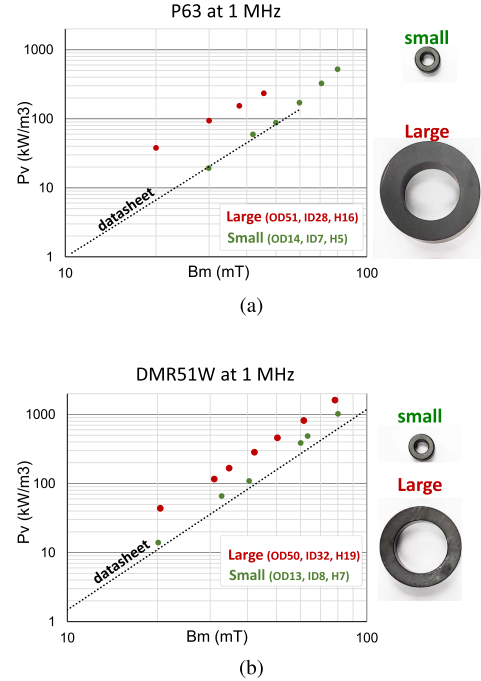 P63 at 1 MHz
small
1000
100
10
1
Pv (kW/m3)
datasheet
Large (OD51, ID28, H16)
Small (OD14, ID7, H5)
Large
10
Bm (mT)
100
(a)
DMR51W at 1 MHz
small
1000
100
10
1
Pv (kW/m3)
datasheet
Large (OD50, ID32, H19)
Small (OD13, ID8, H7)
Large
10
Bm (mT)
100
(b)